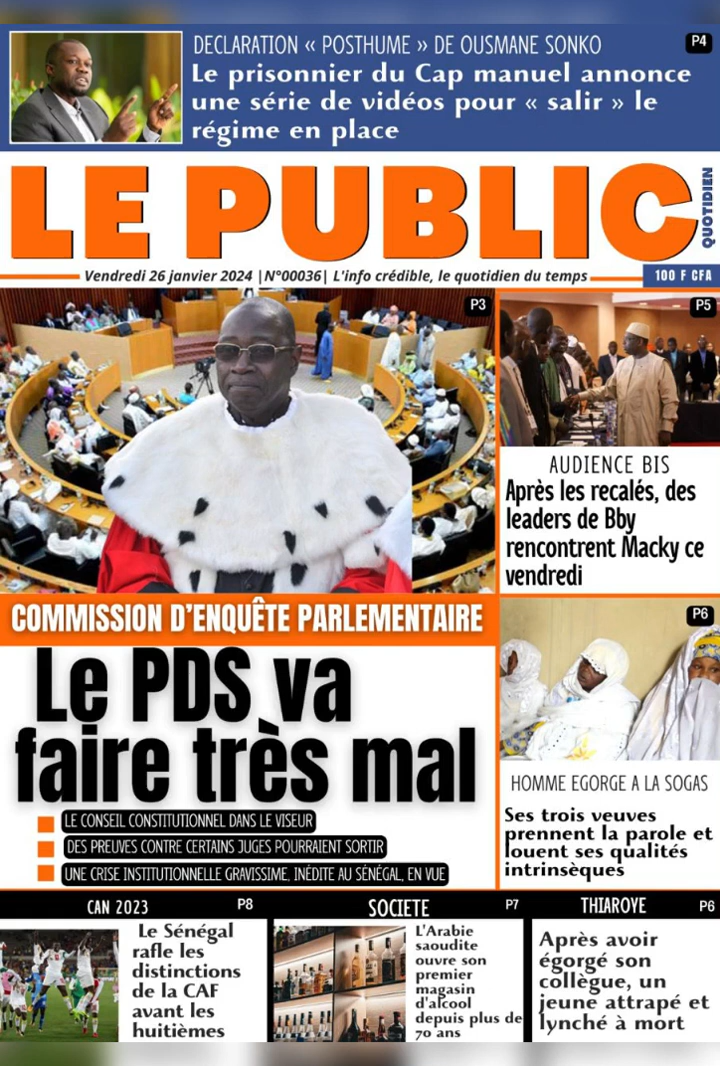 DECLARATION « POSTHUME » DE OUSMANE SONKO
P4
Le prisonnier du Cap manuel annonce
une série de vidéos pour « salir » le
régime en place
LE PUBLIC
QUOTIDIEN
Vendredi 26 janvier 2024 |N°00036| L'info crédible, le quotidien du temps
100 F CFA
P3
COMMISSION D'ENQUÊTE PARLEMENTAIRE
Le PDS va
faire très mal
LE CONSEIL CONSTITUTIONNEL DANS LE VISEUR
DES PREUVES CONTRE CERTAINS JUGES POURRAIENT SORTIR
UNE CRISE INSTITUTIONNELLE GRAVISSIME, INÉDITE AU SÉNÉGAL, EN VUE
P5
AUDIENCE BIS
Après les recalés, des
leaders de Bby
rencontrent Macky ce
vendredi
P6
HOMME EGORGE A LA SOGAS
Ses trois veuves
prennent la parole et
louent ses qualités
intrinsèques
CAN 2023
P8
Le Sénégal
rafle les
distinctions
de la CAF
avant les
huitièmes
SOCIETE
P7
L'Arabie
saoudite
ouvre son
premier
magasin
d'alcool
depuis plus de
70 ans
THIAROYE
P6
Après avoir
égorgé son
collègue, un
jeune attrapé et
lynché à mort